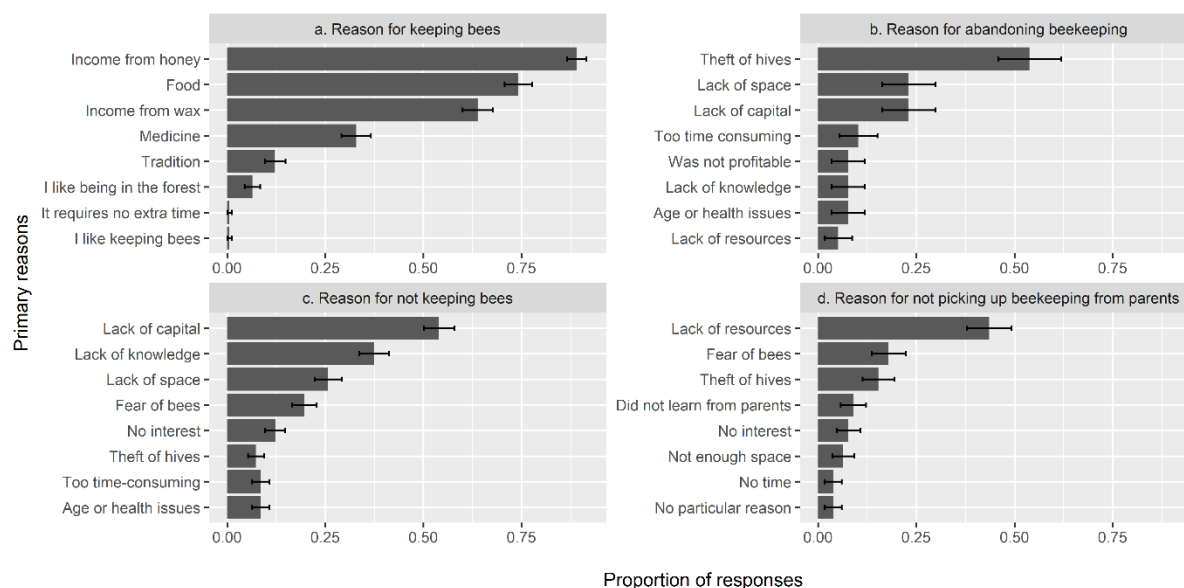 a. Reason for keeping bees
Income from honey
Food
Income from wax
Medicine
Tradition
I like being in the forest
It requires no extra time
I like keeping bees
0.00 0.25 0.50 0.75
b. Reason for abandoning beekeeping
Theft of hives
Lack of space
Lack of capital
Too time consuming
Was not profitable
Lack of knowledge
Age or health issues
Lack of resources
0.00 0.25 0.50 0.75
Primary reasons
c. Reason for not keeping bees
Lack of capital
Lack of knowledge
Lack of space
Fear of bees
No interest
Theft of hives
Too time-consuming
Age or health issues
0.00 0.25 0.50 0.75
d. Reason for not picking up beekeeping from parents
Lack of resources
Fear of bees
Theft of hives
Did not learn from parents
No interest
Not enough space
No time
No particular reason
0.00 0.25 0.50 0.75
Proportion of responses